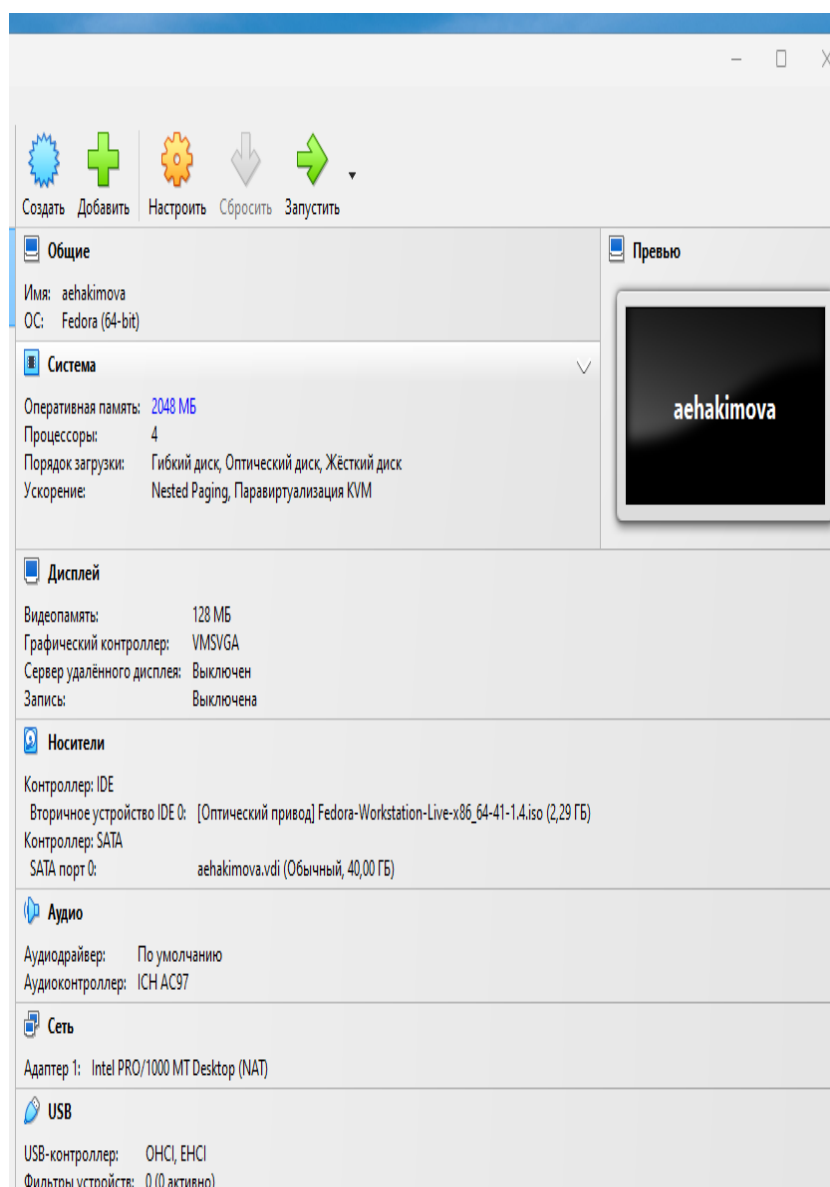 Создать Добавить Настроить Сбросить Запустить
Общие
Имя: aehakimova
ОС: Fedora (64-bit)
Превью
aehakimova
Система
Оперативная память: 2048 МБ
Процессоры: 4
Порядок загрузки: Гибкий диск, Оптический диск, Жёсткий диск
Ускорение: Nested Paging, Паравиртуализация KVM
Дисплей
Видеопамять: 128 МБ
Графический контроллер: VMSVGA
Сервер удалённого дисплея: Выключен
Запись: Выключена
Носители
Контроллер: IDE
Вторичное устройство IDE 0: [Оптический привод] Fedora-Workstation-Live-x86_64-41-1.4.iso (2,29 ГБ)
Контроллер: SATA
SATA порт 0: aehakimova.vdi (Обычный, 40,00 ГБ)
Аудио
Аудиодрайвер: По умолчанию
Аудиоконтроллер: ICH AC97
Сеть
Адаптер 1: Intel PRO/1000 MT Desktop (NAT)
USB
USB-контроллер: OHCI, EHCI
Фильтры устройств: 0 (0 активно)